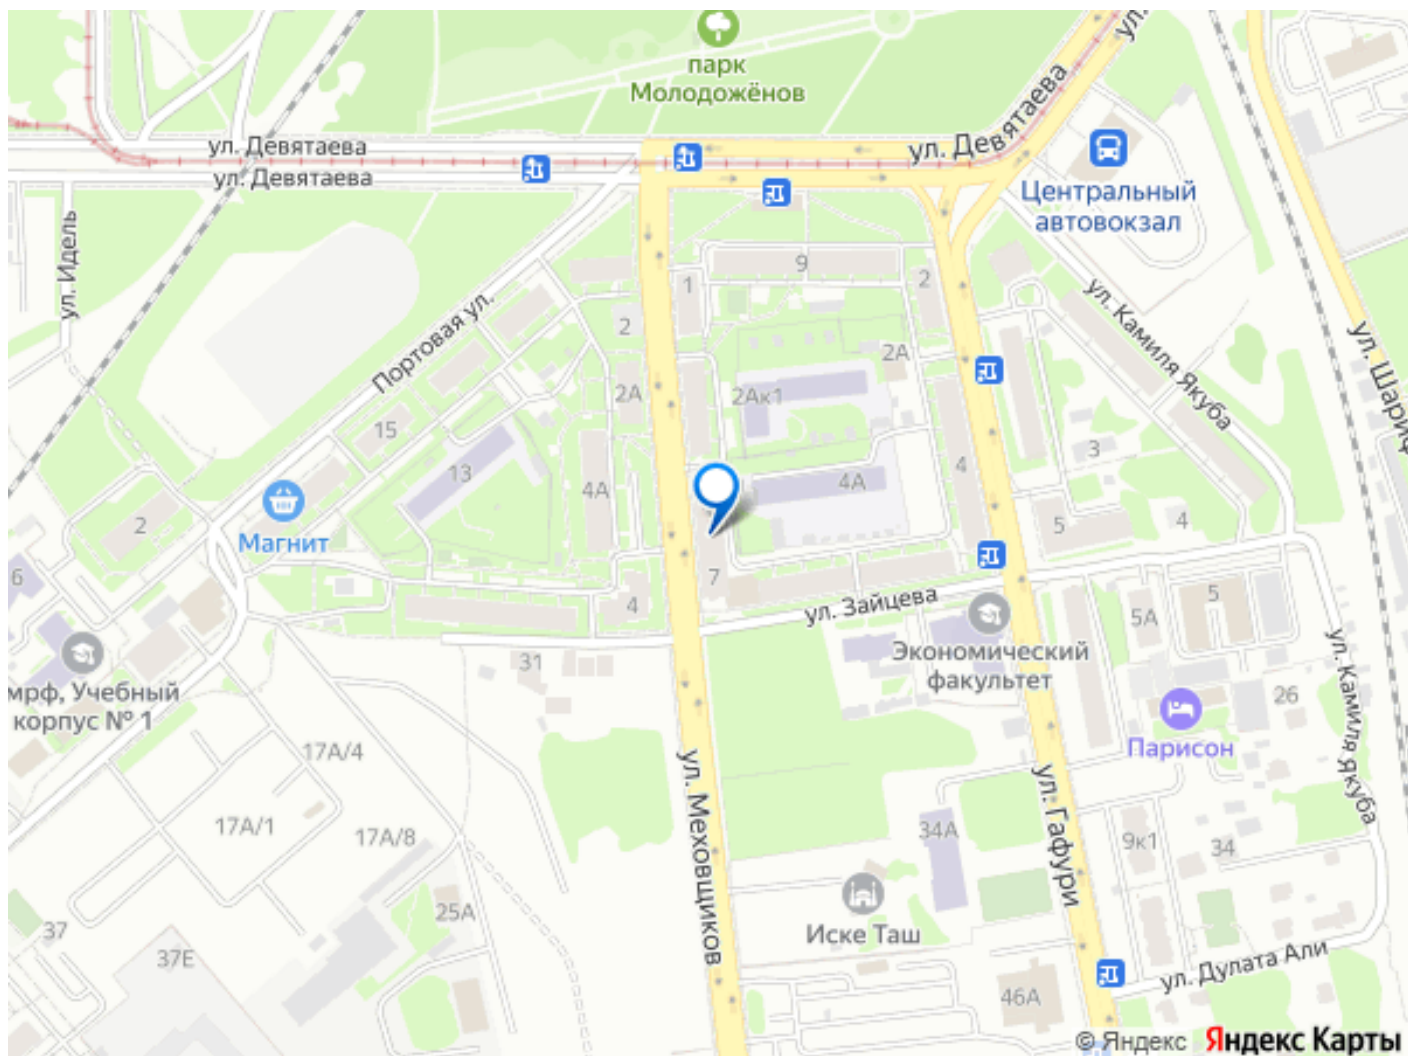 парк
Молодожёнов
ул.
ул. Девятаева
ул. Девятаева
ул. Девятаева
Центральный
автовокзал
ул. Идель
9
2
1
ул. Камиля Якуба
Портовая ул.
2
2А
ул. Шариф
2А
2Ак1
15
3
13
4А
4А
4
2
5
4
Магнит
6
7
4
ул. Зайцева
5А
5
31
Экономический
факультет
мрф, Учебный
корпус № 1
26
ул. Камиля Якуба
17А/4
Парисон
ул. Меховщиков
ул. Гафури
17А/1
17А/8
34А
9к1
34
25А
37
Иске Таш
37Е
46А
ул. Дулата Али
© Яндекс Яндекс Карты